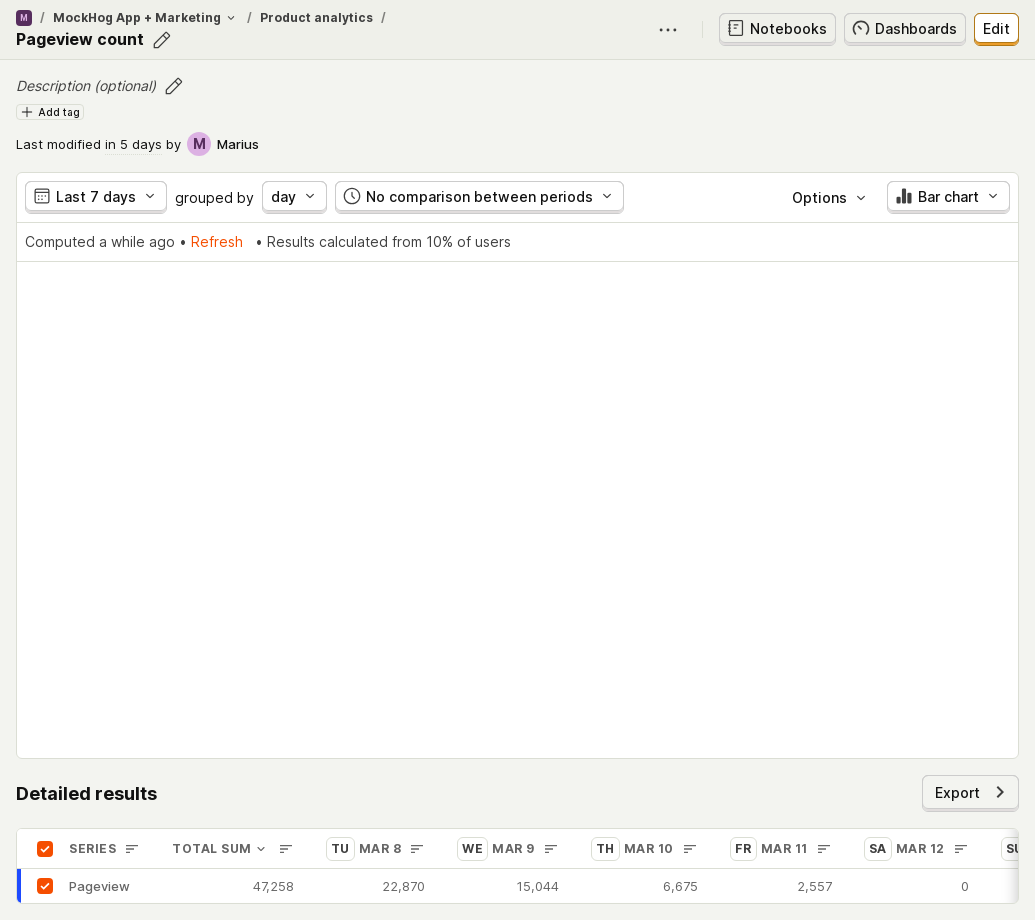 M / MockHog App + Marketing / Product analytics /
Pageview count
Notebooks Dashboards Edit
Description (optional)
Add tag
Last modified in 5 days by M Marius
Last 7 days grouped by day No comparison between periods Options Bar chart
Computed a while ago • Refresh • Results calculated from 10% of users
Detailed results
Export
SERIES TOTAL SUM TU MAR 8 WE MAR 9 TH MAR 10 FR MAR 11 SA MAR 12
Pageview 47,258 22,870 15,044 6,675 2,557 0